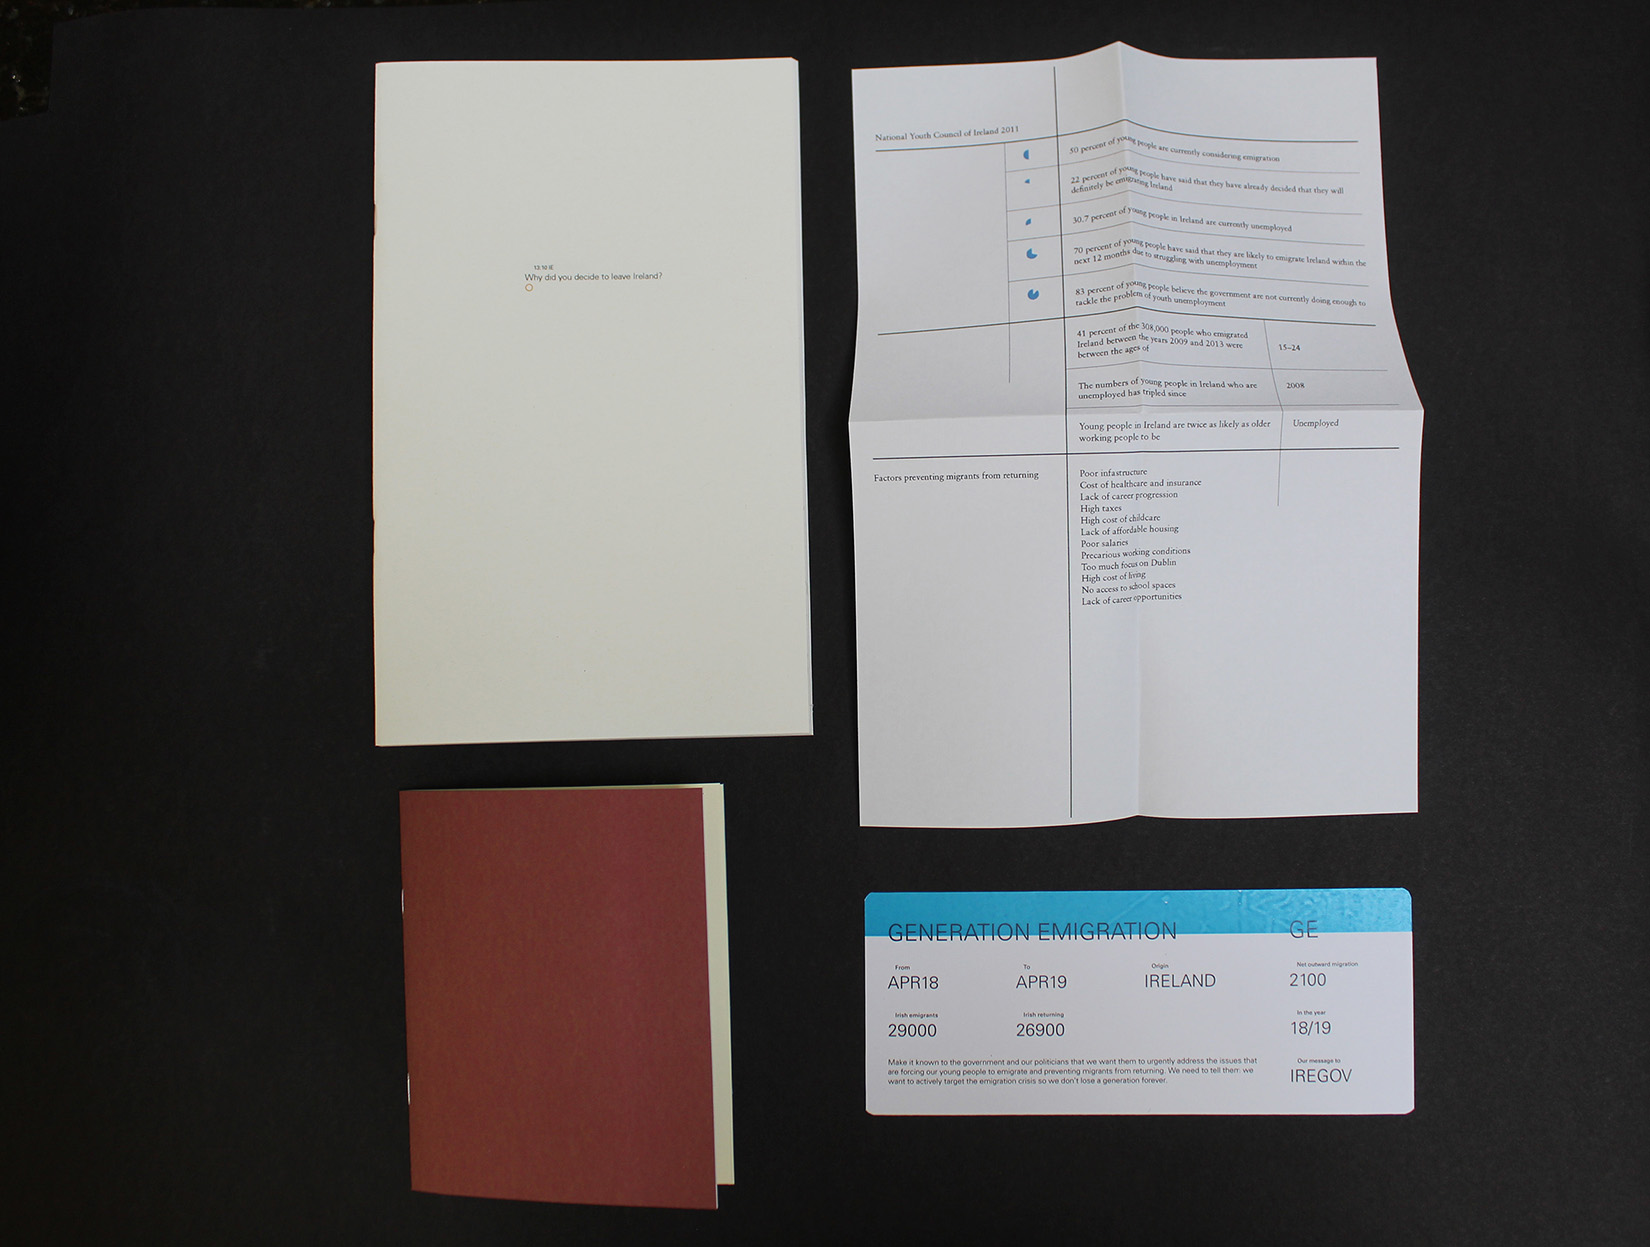 13:10 IE
Why did you decide to leave Ireland?
National Youth Council of Ireland 2011
50 percent of young people are currently considering emigration
22 percent of young people have said that they have already decided that they will
definitely be emigrating Ireland
30.7 percent of young people in Ireland are currently unemployed
70 percent of young people have said that they are likely to emigrate Ireland within the
next 12 months due to struggling with unemployment
83 percent of young people believe the government are not currently doing enough to
tackle the problem of youth unemployment
41 percent of the 308,000 people who emigrated
Ireland between the years 2009 and 2013 were
between the ages of
15–24
The numbers of young people in Ireland who are
unemployed has tripled since
2008
Young people in Ireland are twice as likely as older
working people to be
Unemployed
Factors preventing migrants from returning
Poor infastructure
Cost of healthcare and insurance
Lack of career progression
High taxes
High cost of childcare
Lack of affordable housing
Poor salaries
Precarious working conditions
Too much focus on Dublin
High cost of living
No access to school spaces
Lack of career opportunities
GENERATION EMIGRATION
GE
From
To
Origin
Net outward migration
APR18
APR19
IRELAND
2100
Irish emigrants
Irish returning
In the year
29000
26900
18/19
Make it known to the government and our politicians that we want them to urgently address the issues that
are forcing our young people to emigrate and preventing migrants from returning. We need to tell them: we
want to actively target the emigration crisis so we don't lose a generation forever.
Our message to
IREGOV